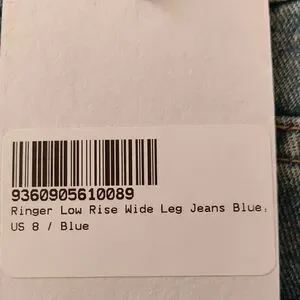 9360905610089
Ringer Low Rise Wide Leg Jeans Blue.
US 8 / Blue